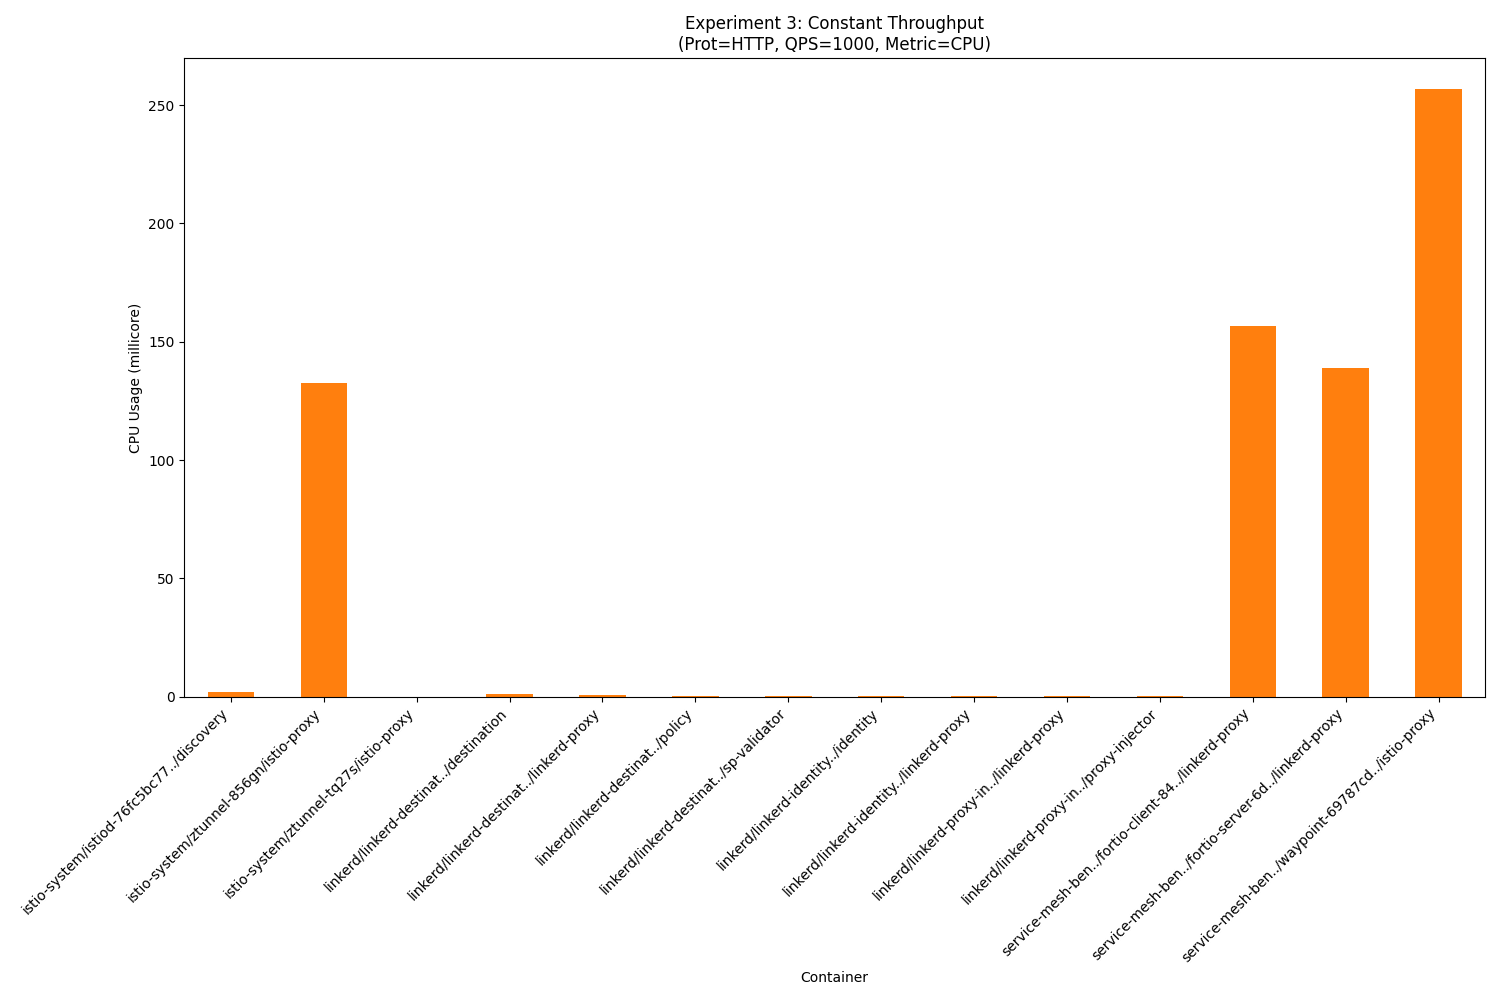 Experiment 3: Constant Throughput
(Prot=HTTP, QPS=1000, Metric=CPU)
CPU Usage (millicore)
250
200
150
100
50
0
istio-system/istiod-76fc5bc77../discovery
istio-system/ztunnel-856gn/istio-proxy
istio-system/ztunnel-tq27s/istio-proxy
linkerd/linkerd-destinat../destination
linkerd/linkerd-destinat../linkerd-proxy
linkerd/linkerd-destinat../policy
linkerd/linkerd-destinat../sp-validator
linkerd/linkerd-identity../identity
linkerd/linkerd-identity../linkerd-proxy
linkerd/linkerd-proxy-in../linkerd-proxy
linkerd/linkerd-proxy-in../proxy-injector
service-mesh-ben../fortio-client-84../linkerd-proxy
service-mesh-ben../fortio-server-6d../linkerd-proxy
service-mesh-ben../waypoint-69787cd../istio-proxy
Container